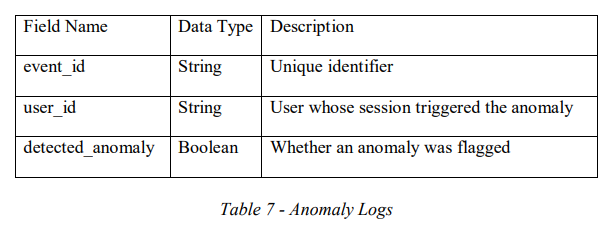 Field Name Data Type Description
event_id String Unique identifier
user_id String User whose session triggered the anomaly
detected_anomaly Boolean Whether an anomaly was flagged
Table 7 - Anomaly Logs